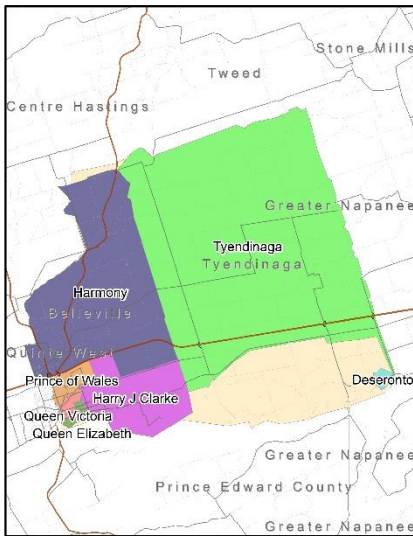 Stone Mills
Tweed
Centre Hastings
Greater Napanee
Tyendinaga
Tyendinaga
Harmony
Belleville
Quinte West
Prince of Wales
Deseronto
Harry J Clarke
Queen Victoria
Queen Elizabeth
Greater Napanee
Prince Edward County
Greater Napanee